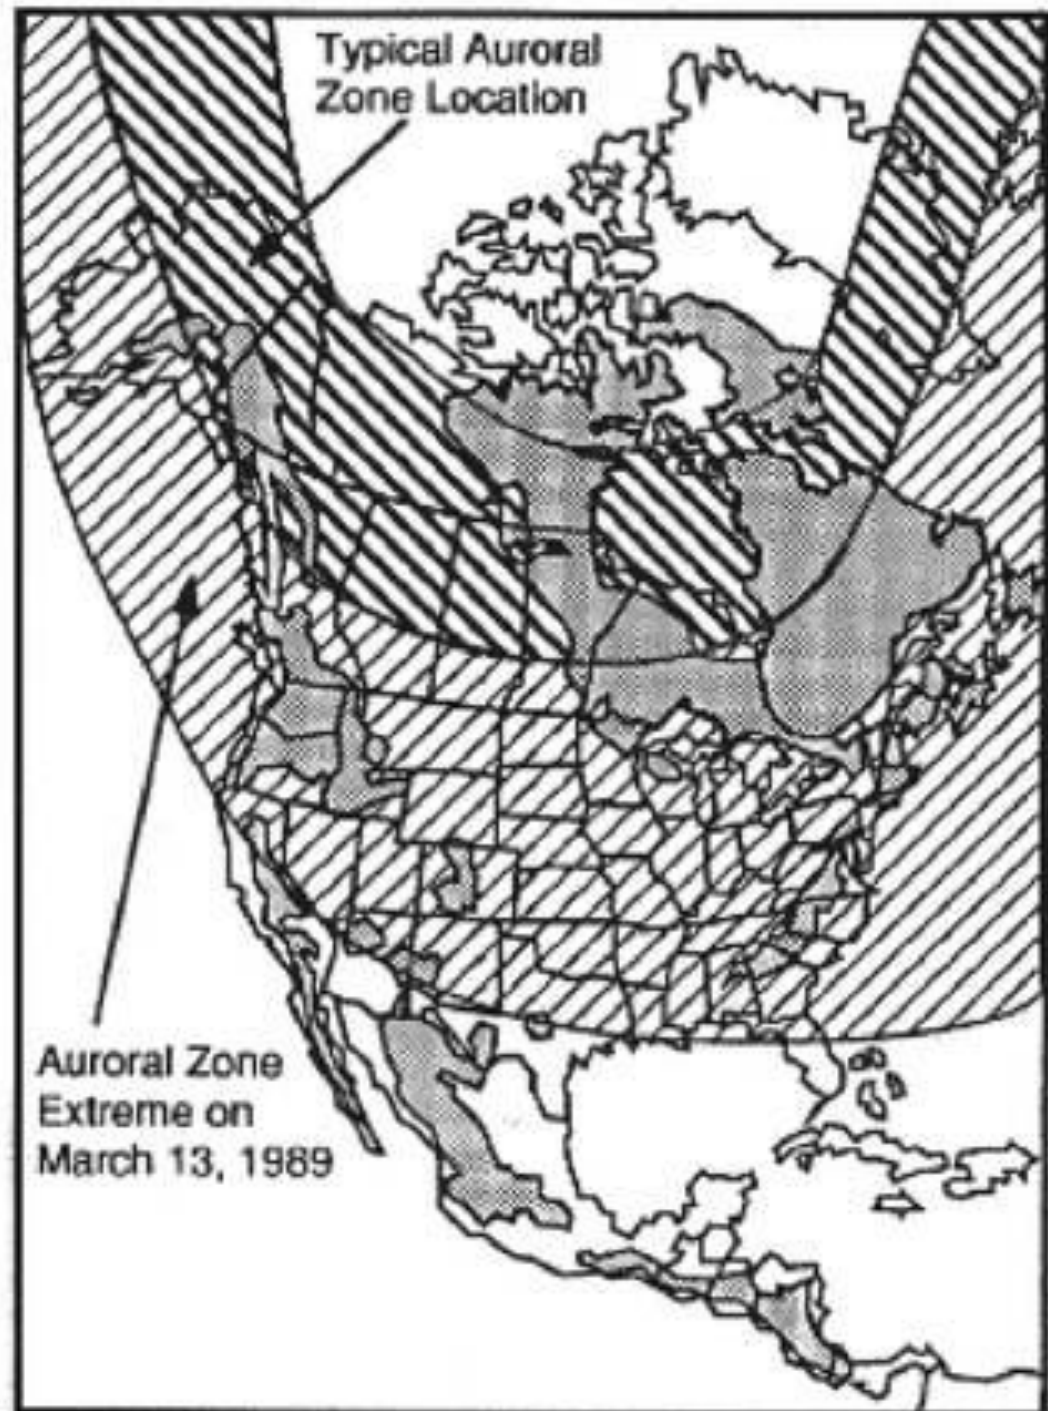 Typical Auroral
Zone Location
Auroral Zone
Extreme on
March 13, 1989